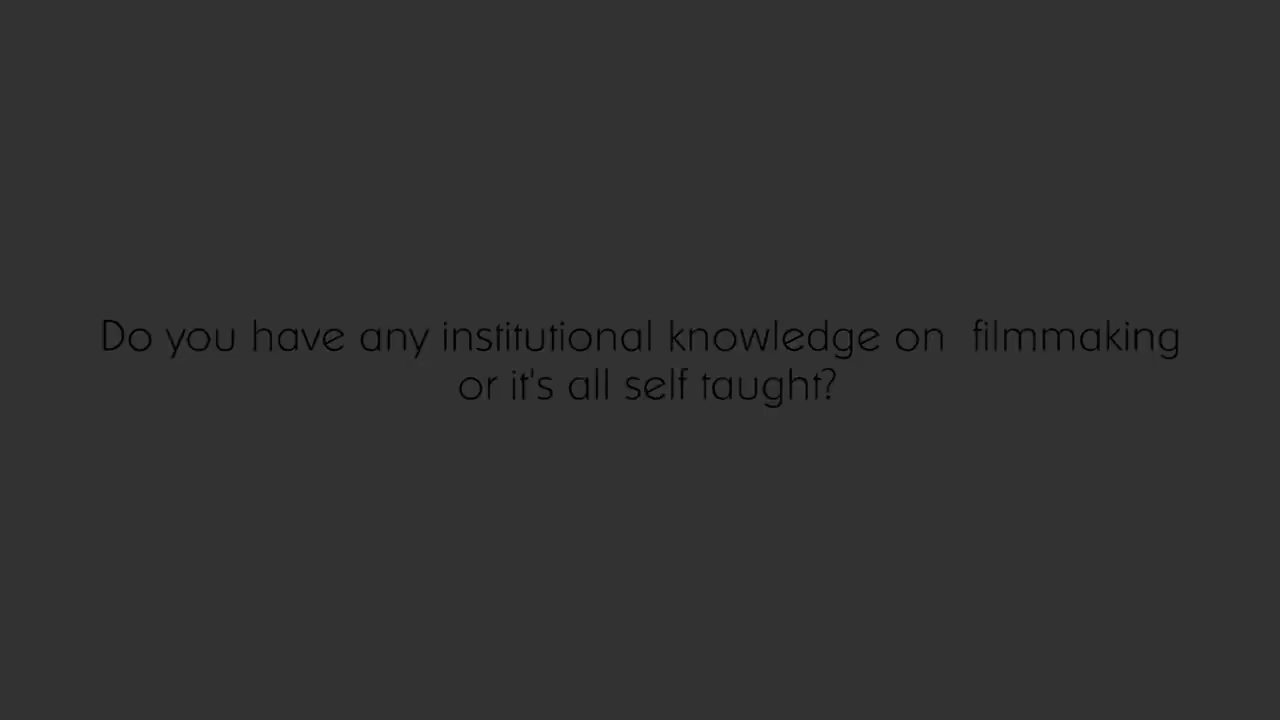 Do you have any institutional knowledge on  filmmaking
or it's all self taught?